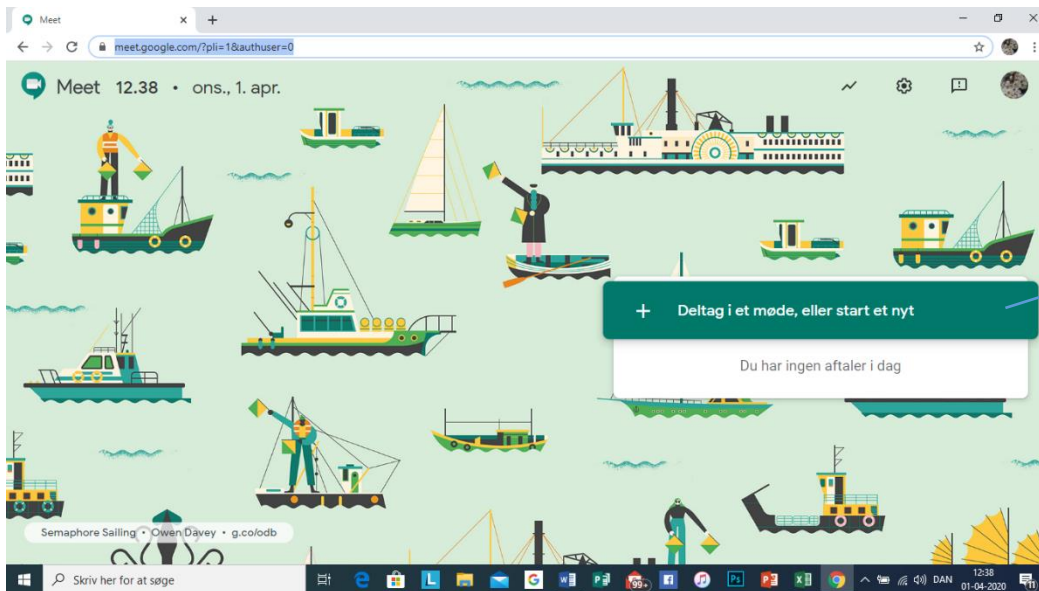 Meet
meet.google.com/?pli=1&authuser=0
Meet 12.38 • ons., 1. apr.
+ Deltag i et møde, eller start et nyt
Du har ingen aftaler i dag
Semaphore Sailing • Owen Davey • g.co/odb
Skriv her for at søge
99+
DAN
12:38
01-04-2020